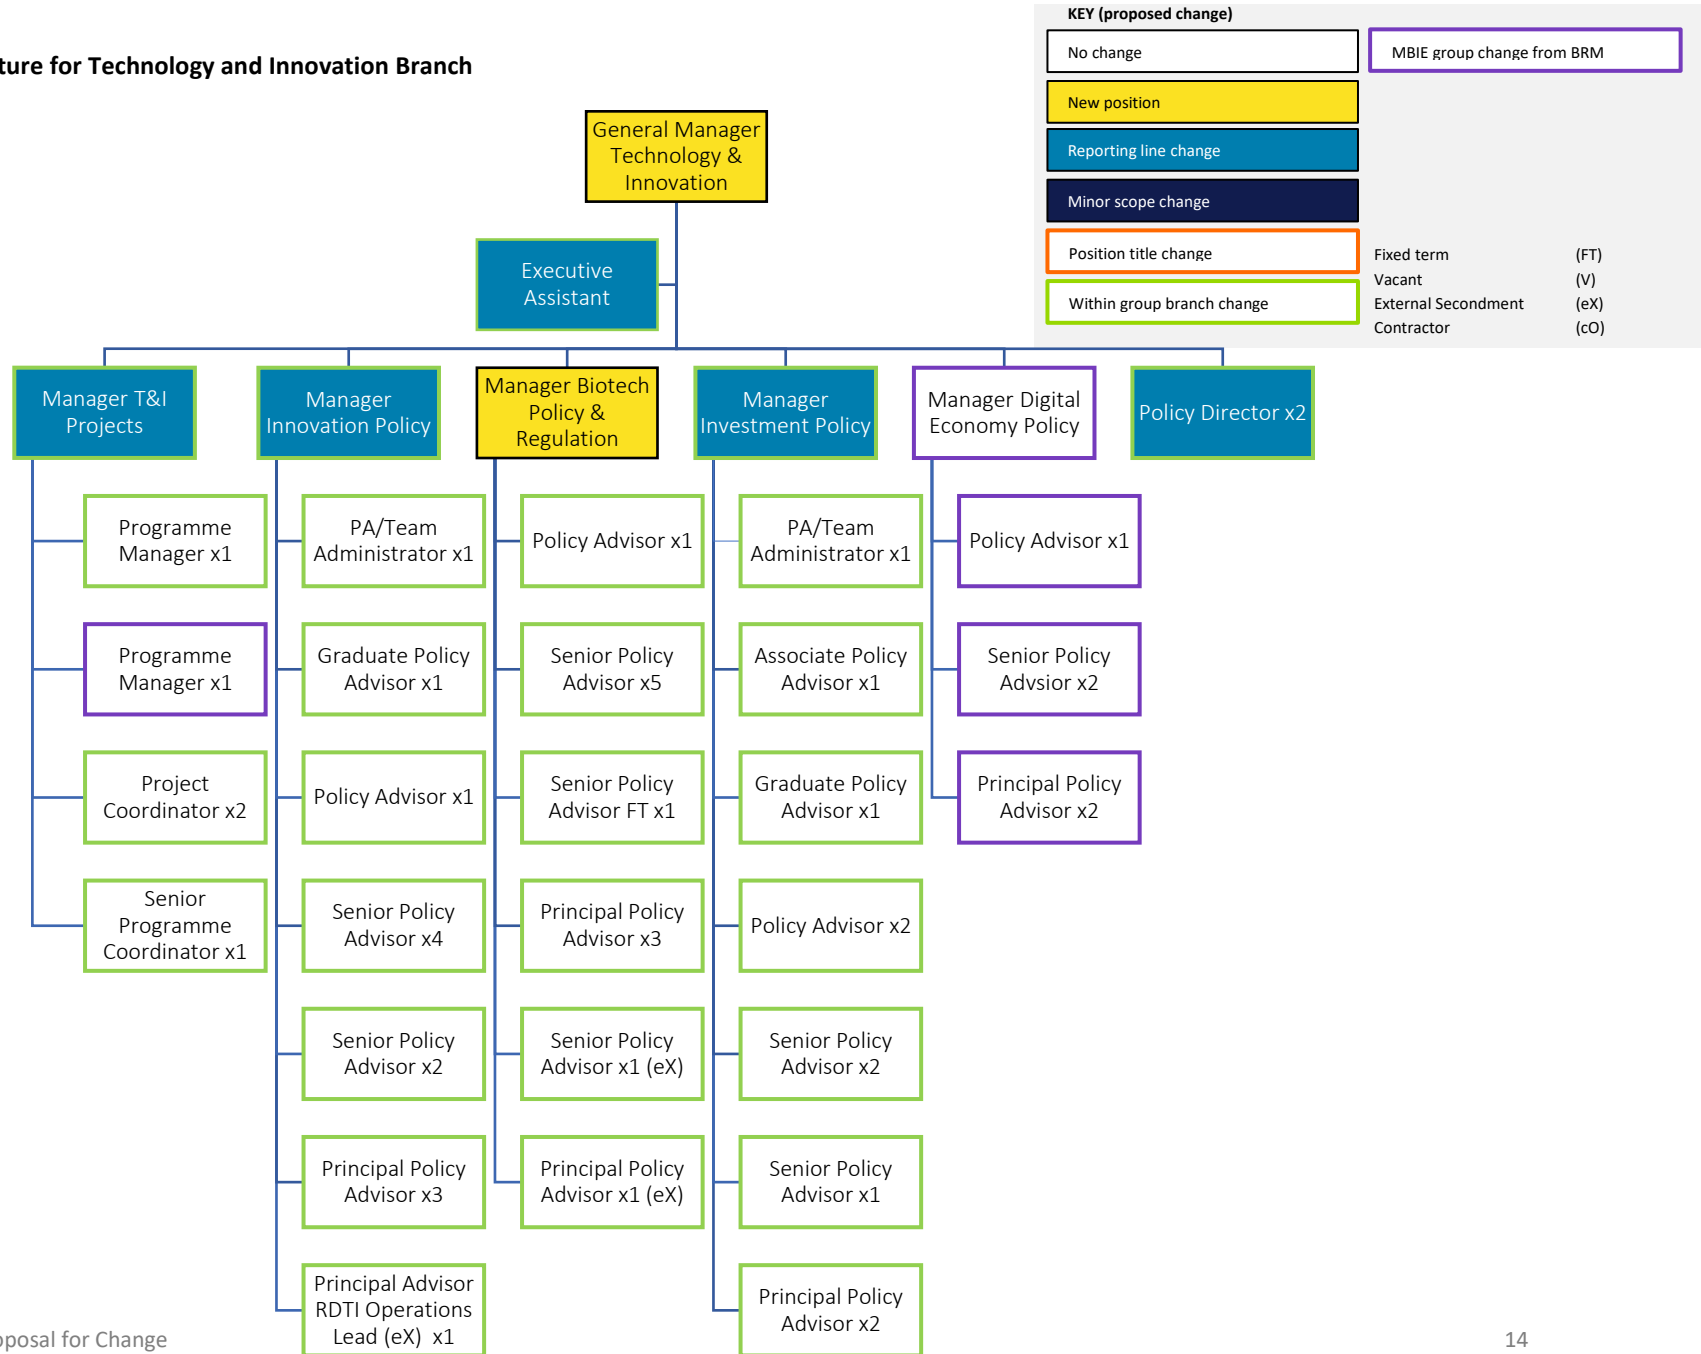 KEY (proposed change)
No change
MBIE group change from BRM
New position
Reporting line change
Minor scope change
Position title change
Within group branch change
Fixed term (FT)
Vacant (V)
External Secondment (eX)
Contractor (cO)
ture for Technology and Innovation Branch
General Manager
Technology &
Innovation
Executive
Assistant
Manager T&I
Projects
Manager
Innovation Policy
Manager Biotech
Policy &
Regulation
Manager
Investment Policy
Manager Digital
Economy Policy
Policy Director x2
Programme
Manager x1
Programme
Manager x1
Project
Coordinator x2
Senior
Programme
Coordinator x1
PA/Team
Administrator x1
Graduate Policy
Advisor x1
Policy Advisor x1
Senior Policy
Advisor x4
Senior Policy
Advisor x2
Principal Policy
Advisor x3
Principal Advisor
RDTI Operations
Lead (eX)  x1
Policy Advisor x1
Senior Policy
Advisor x5
Senior Policy
Advisor FT x1
Principal Policy
Advisor x3
Senior Policy
Advisor x1 (eX)
Principal Policy
Advisor x1 (eX)
PA/Team
Administrator x1
Associate Policy
Advisor x1
Graduate Policy
Advisor x1
Policy Advisor x2
Senior Policy
Advisor x2
Senior Policy
Advisor x1
Principal Policy
Advisor x2
Policy Advisor x1
Senior Policy
Advsior x2
Principal Policy
Advisor x2
oposal for Change
14